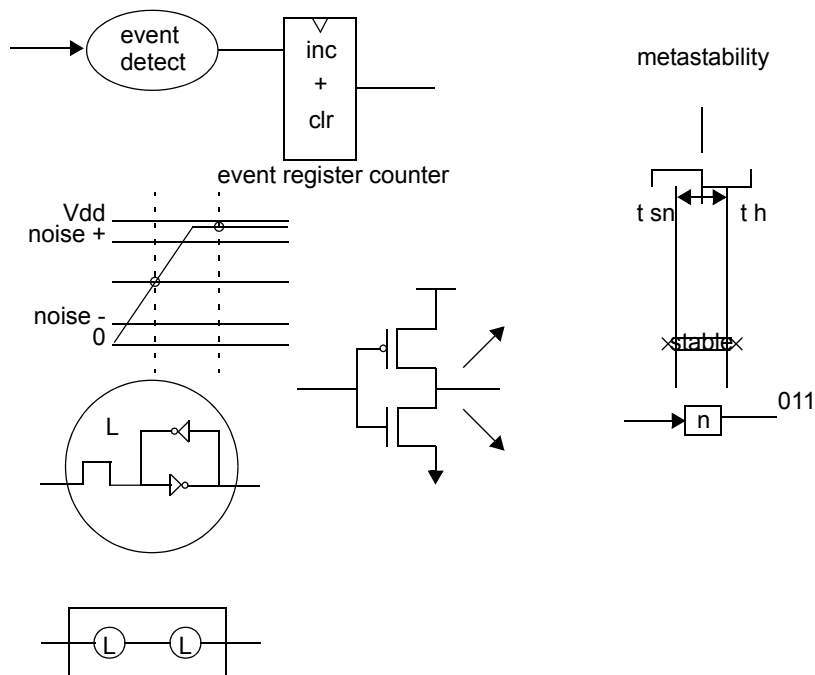 event
detect
inc
+
clr
event register counter
metastability
Vdd
noise +
noise -
0
t sn
t h
stable
n
011
L
L
L